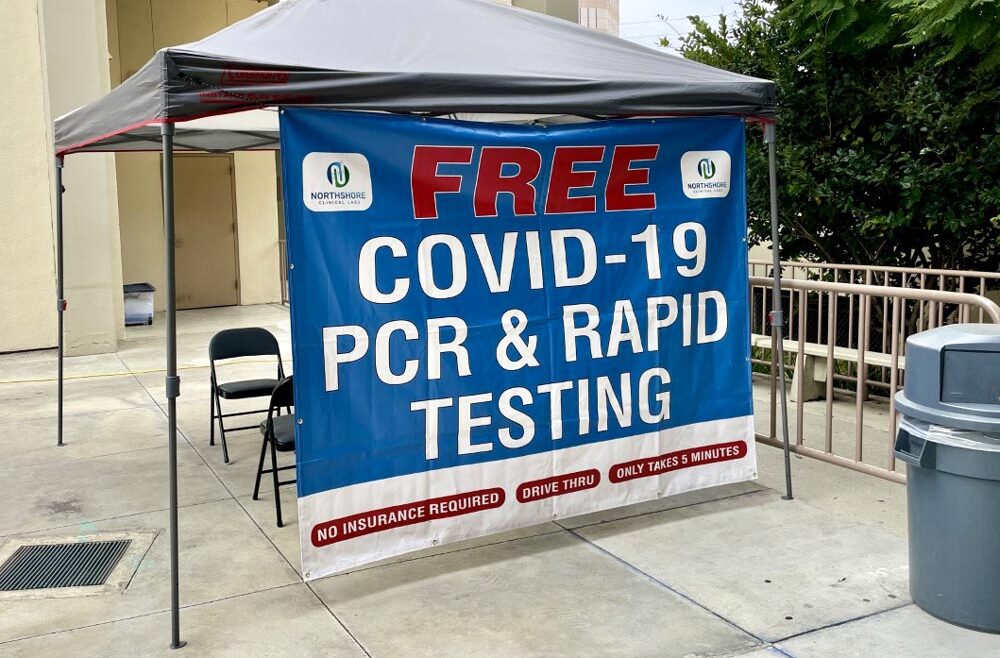 NORTHSHORE
CLINICAL LABS
FREE
NORTHSHORE
CLINICAL LABS
COVID-19
PCR & RAPID
TESTING
NO INSURANCE REQUIRED
DRIVE THRU
ONLY TAKES 5 MINUTES